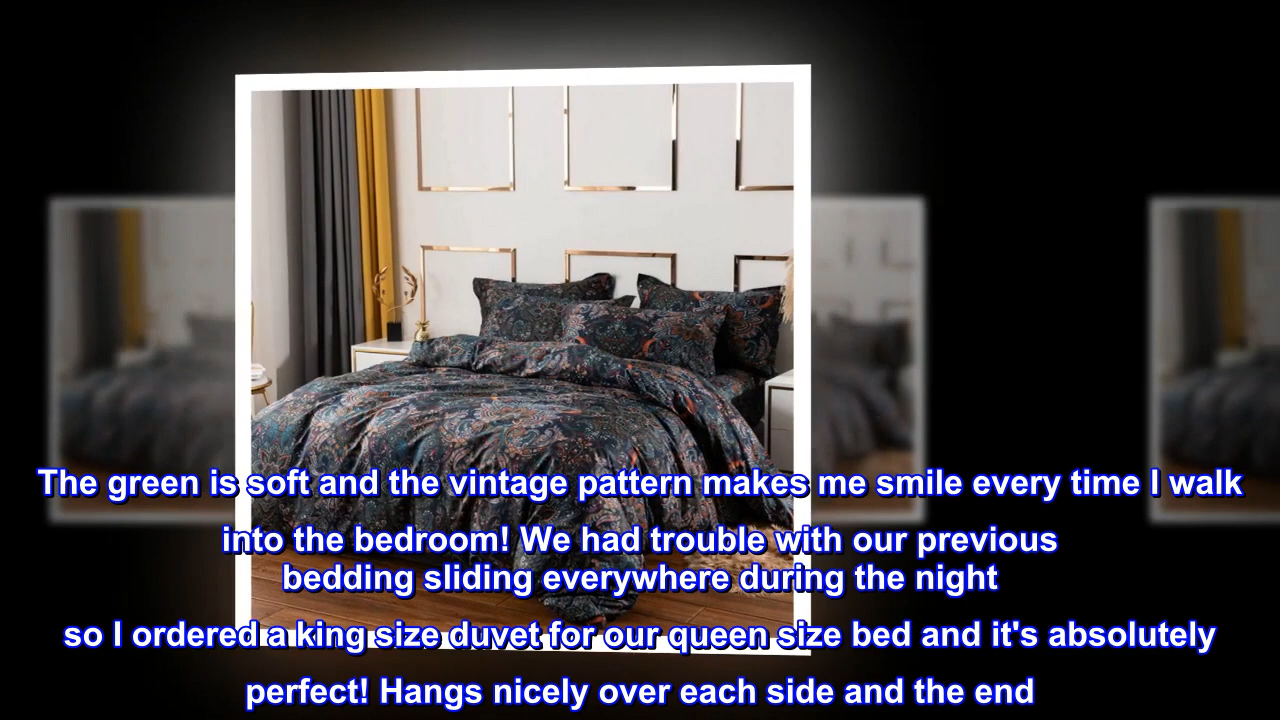 The green is soft and the vintage pattern makes me smile every time I walk
into the bedroom! We had trouble with our previous
bedding sliding everywhere during the night
so I ordered a king size duvet for our queen size bed and it's absolutely
perfect! Hangs nicely over each side and the end